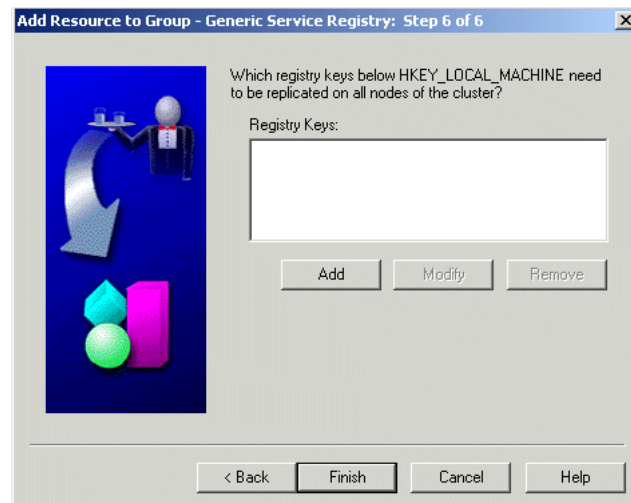 Add Resource to Group - Generic Service Registry: Step 6 of 6
Which registry keys below HKEY_LOCAL_MACHINE need
to be replicated on all nodes of the cluster?
Registry Keys:
Add Modify Remove
< Back Finish Cancel Help